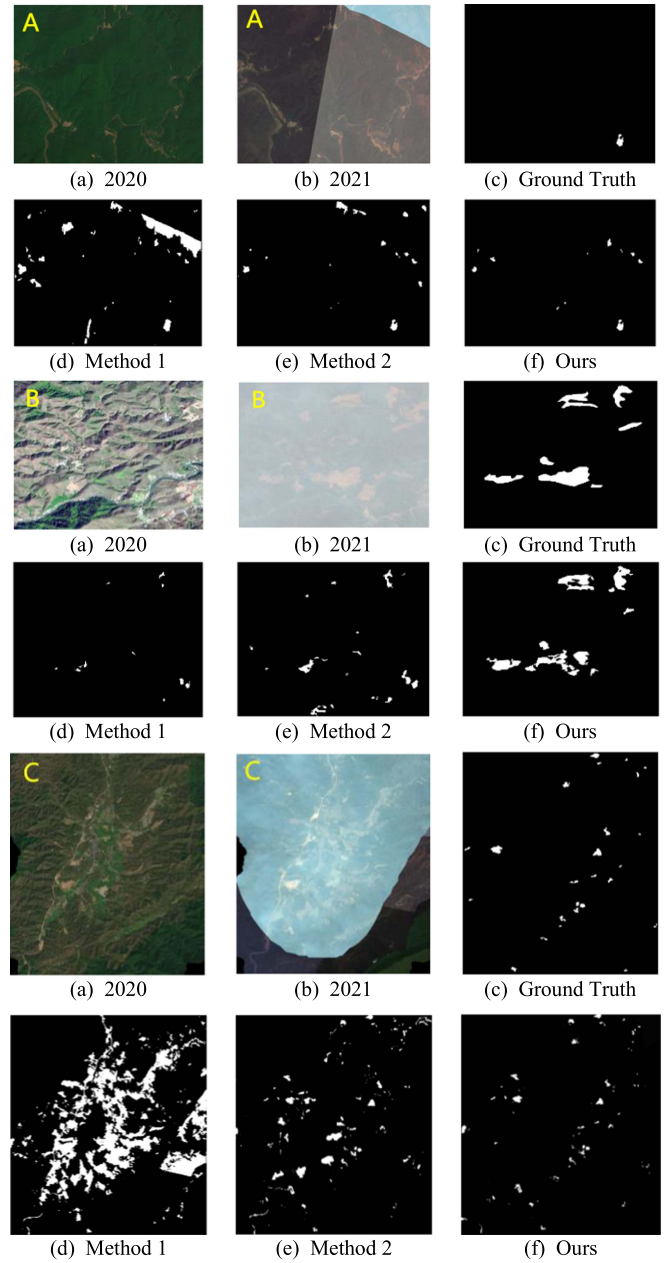 A
A
(a) 2020
(b) 2021
(c) Ground Truth
(d) Method 1
(e) Method 2
(f) Ours
B
B
(a) 2020
(b) 2021
(c) Ground Truth
(d) Method 1
(e) Method 2
(f) Ours
C
C
(a) 2020
(b) 2021
(c) Ground Truth
(d) Method 1
(e) Method 2
(f) Ours